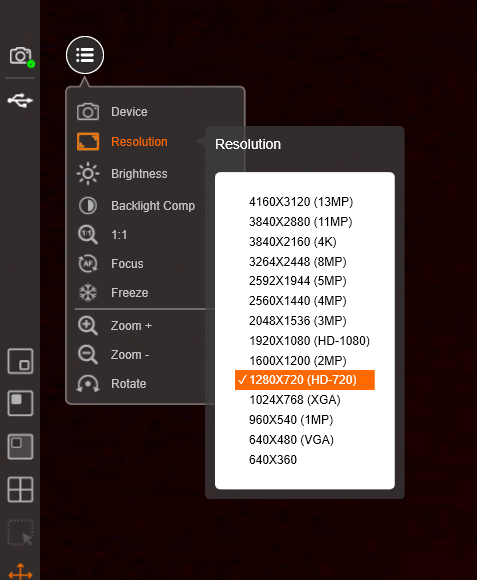 Device
Resolution
Brightness
Backlight Comp
1:1
Focus
Freeze
Zoom +
Zoom -
Rotate
Resolution
4160X3120 (13MP)
3840X2880 (11MP)
3840X2160 (4K)
3264X2448 (8MP)
2592X1944 (5MP)
2560X1440 (4MP)
2048X1536 (3MP)
1920X1080 (HD-1080)
1600X1200 (2MP)
✓ 1280X720 (HD-720)
1024X768 (XGA)
960X540 (1MP)
640X480 (VGA)
640X360